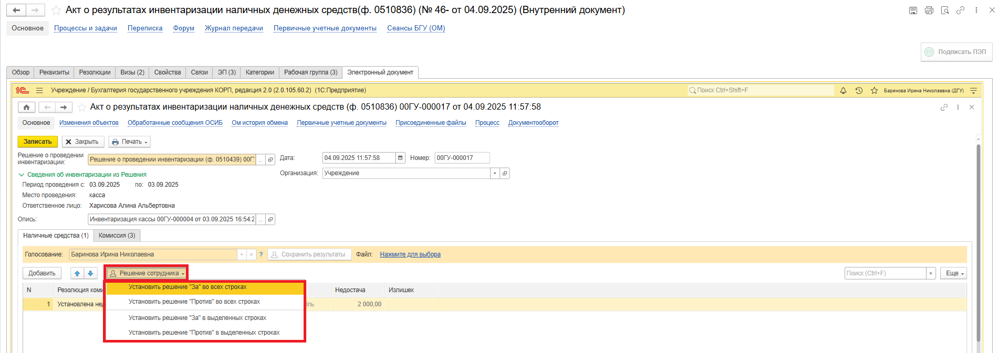 Акт о результатах инвентаризации наличных денежных средств(ф. 0510836) (№ 46- от 04.09.2025) (Внутренний документ)
Основное Процессы и задачи Переписка Форум Журнал передачи Первичные учетные документы Сеансы БГУ (ОМ)
Подписать ПЭП
Обзор Реквизиты Резолюции Визы (2) Свойства Связи ЭП (3) Категории Рабочая группа (3) Электронный документ
1С Учреждение / Бухгалтерия государственного учреждения КОРП, редакция 2.0 (2.0.105.60.2) (1С:Предприятие) Поиск Ctrl+Shift+F Баринова Ирина Николаевна (ДГУ)
Акт о результатах инвентаризации наличных денежных средств (ф. 0510836) 00ГУ-000017 от 04.09.2025 11:57:58
Основное Изменения объектов Обработанные сообщения ОСИБ Ом история обмена Первичные учетные документы Присоединенные файлы Процесс Документооборот
Записать Закрыть Печать
Решение о проведении
инвентаризации: Решение о проведении инвентаризации (ф. 0510439) 00Г ... Дата: 04.09.2025 11:57:58 Номер: 00ГУ-000017
Сведения об инвентаризации из Решения Организация: Учреждение
Период проведения с: 03.09.2025 по: 03.09.2025
Место проведения: касса
Ответственное лицо: Харисова Алина Альбертовна
Опись: Инвентаризация кассы 00ГУ-000004 от 03.09.2025 16:54:2 ...
Наличные средства (1) Комиссия (3)
Голосование: Баринова Ирина Николаевна × ? Сохранить результаты Файл: Нажмите для выбора
Добавить Решение сотрудника Поиск (Ctrl+F) × Еще
N Резолюция коми Недостача Излишек
Установить решение "За" во всех строках
Установить решение "Против" во всех строках
1 Установлена нед бль 2 000,00
Установить решение "За" в выделенных строках
Установить решение "Против" в выделенных строках